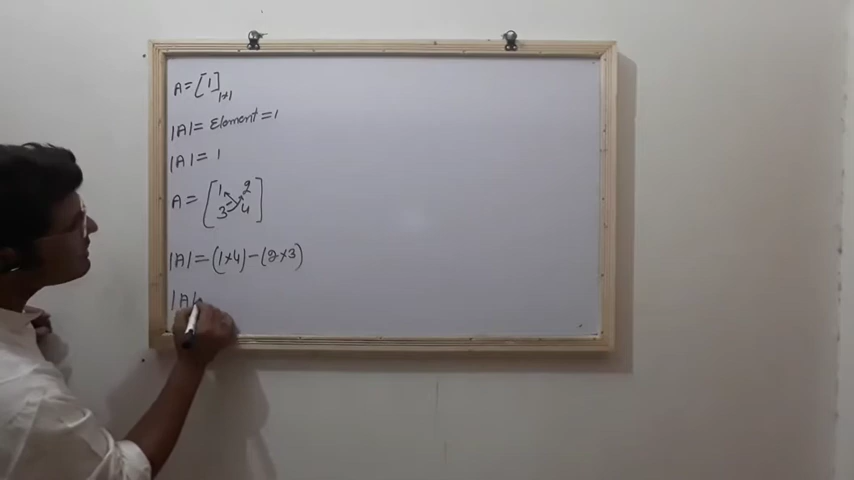 A = [1]1×1
|A| = Element = 1
|A| = 1
A = [1 2
3 4]
|A| = (1×4) - (2×3)
|A|